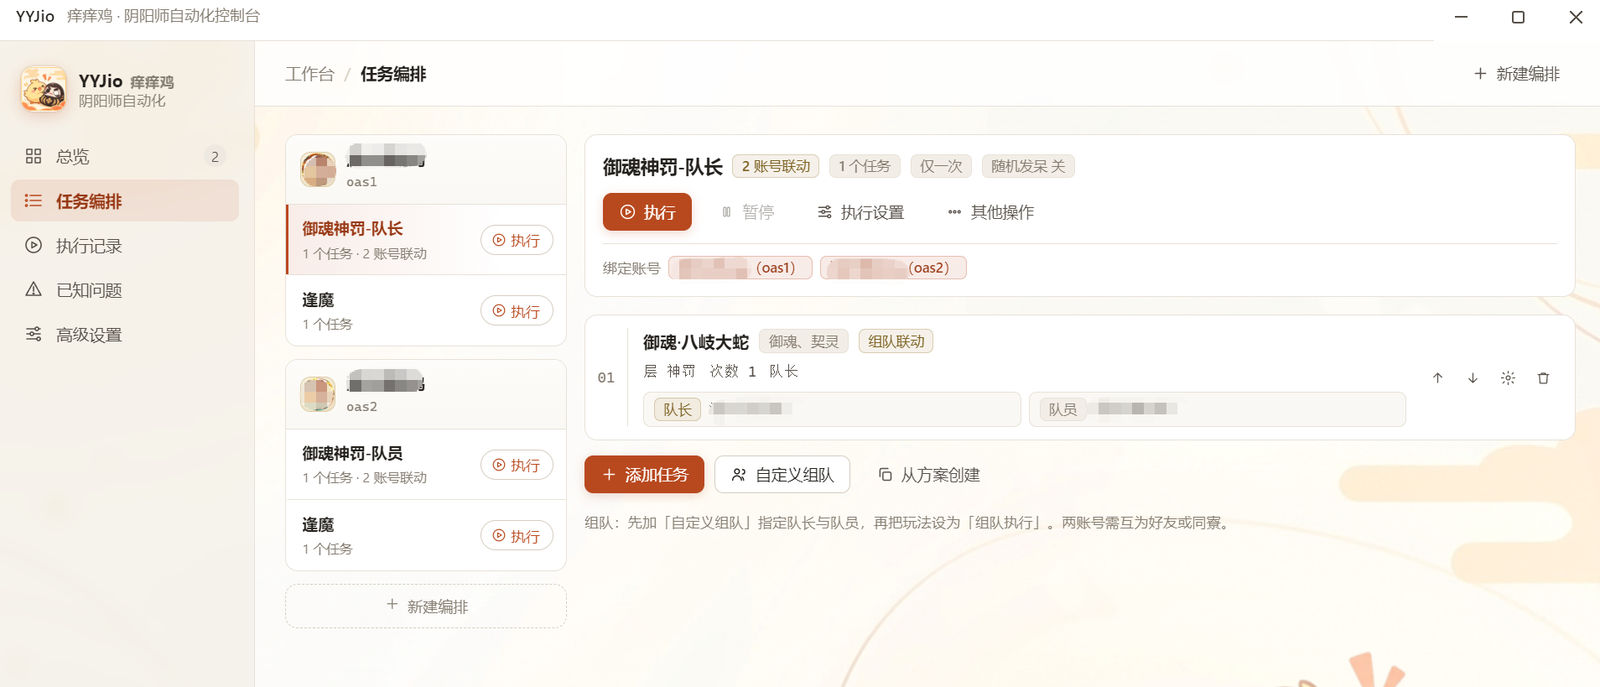 YYJio 痒痒鸡 · 阴阳师自动化控制台
YYJio 痒痒鸡
阴阳师自动化
总览 2
任务编排
执行记录
已知问题
高级设置
工作台 / 任务编排
+ 新建编排
oas1
御魂神罚-队长
1 个任务 · 2 账号联动
执行
逢魔
1 个任务
执行
oas2
御魂神罚-队员
1 个任务 · 2 账号联动
执行
逢魔
1 个任务
执行
+ 新建编排
御魂神罚-队长 2 账号联动 1 个任务 仅一次 随机发呆 关
执行 暂停 执行设置 其他操作
绑定账号 (oas1) (oas2)
01
御魂·八岐大蛇 御魂、契灵 组队联动
层 神罚 次数 1 队长
队长 队员
+ 添加任务 自定义组队 从方案创建
组队：先加「自定义组队」指定队长与队员，再把玩法设为「组队执行」。两账号需互为好友或同寮。